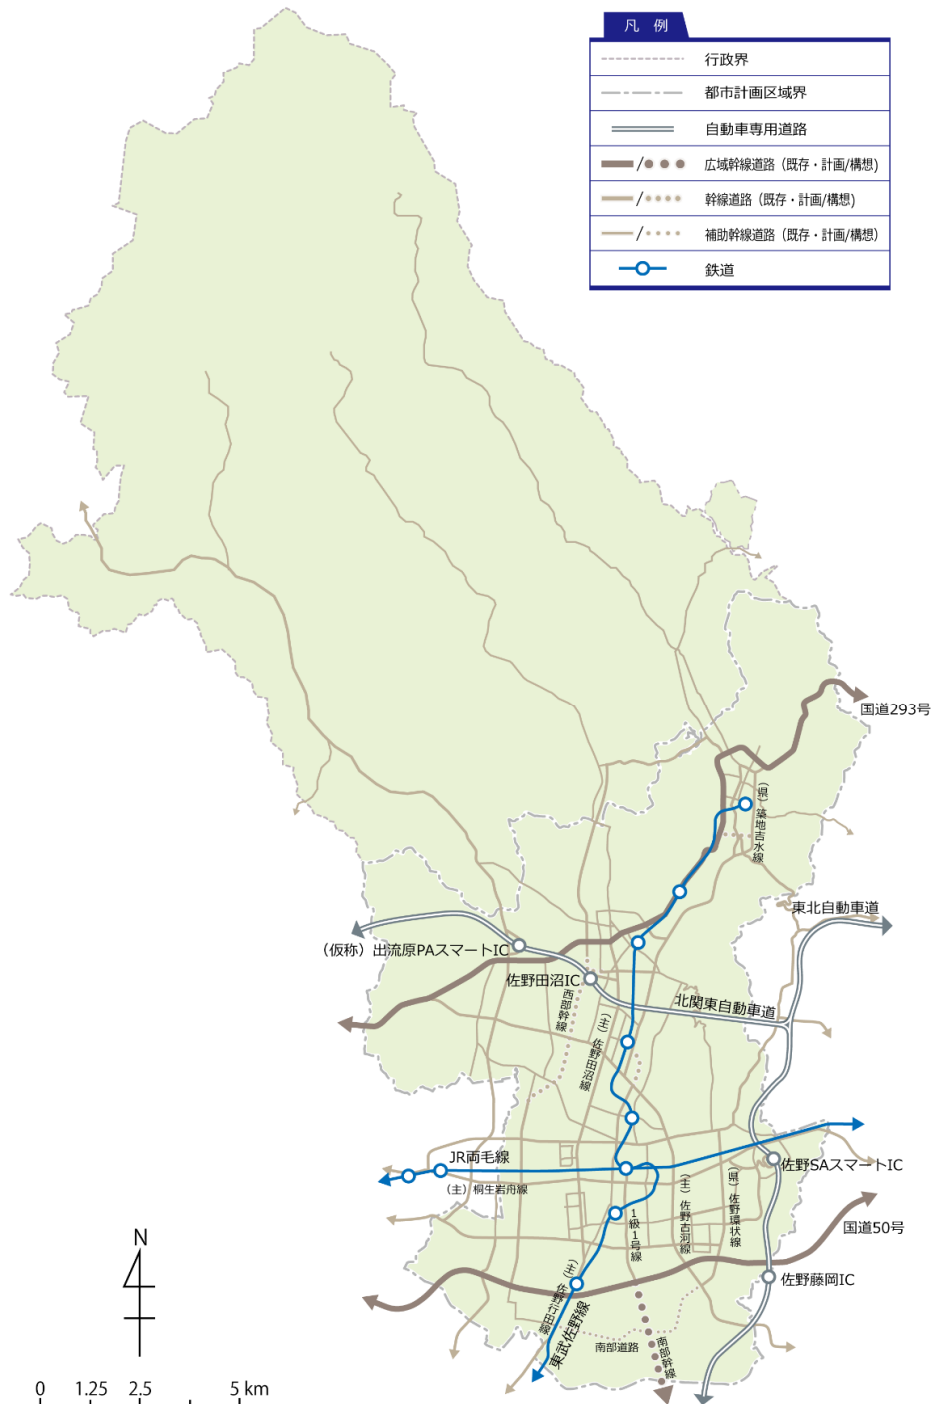 凡 例
行政界
都市計画区域界
自動車専用道路
/
広域幹線道路(既存・計画/構想)
/
幹線道路(既存・計画/構想)
/
補助幹線道路(既存・計画/構想)
鉄道
国道293号
(県)築地吉水線
東北自動車道
(仮称)出流原PAスマートIC
佐野田沼IC
西部幹線
北関東自動車道
(主)佐野田沼線
JR両毛線
佐野SAスマートIC
(主)桐生岩舟線
(主)佐野古河線
(県)佐野環状線
1級1号線
国道50号
佐野藤岡IC
(主)佐野行田線
東武佐野線
南部道路
南部幹線
N
0 1.25 2.5 5 km